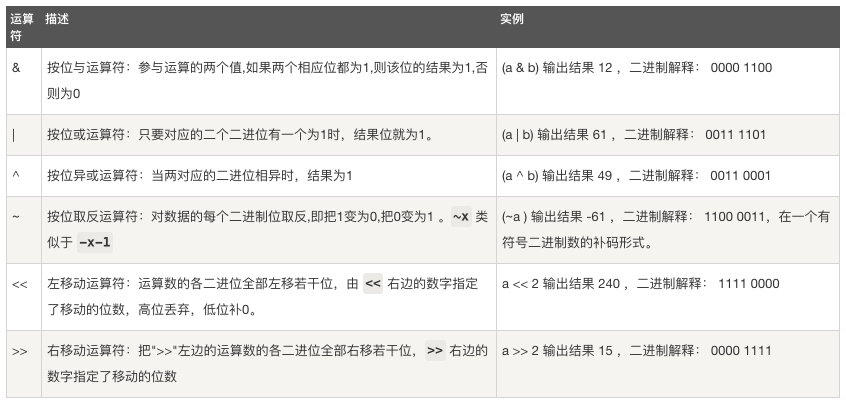 运算符 描述 实例
& 按位与运算符：参与运算的两个值,如果两个相应位都为1,则该位的结果为1,否
则为0 (a & b) 输出结果 12 ，二进制解释： 0000 1100
| 按位或运算符：只要对应的二个二进位有一个为1时，结果位就为1。 (a | b) 输出结果 61 ，二进制解释： 0011 1101
^ 按位异或运算符：当两对应的二进位相异时，结果为1 (a ^ b) 输出结果 49 ，二进制解释： 0011 0001
~ 按位取反运算符：对数据的每个二进制位取反,即把1变为0,把0变为1 。~x 类
似于 -x-1 (~a ) 输出结果 -61 ，二进制解释： 1100 0011，在一个有
符号二进制数的补码形式。
<< 左移动运算符：运算数的各二进位全部左移若干位，由 << 右边的数字指定
了移动的位数，高位丢弃，低位补0。 a << 2 输出结果 240 ，二进制解释： 1111 0000
>> 右移动运算符：把">>"左边的运算数的各二进位全部右移若干位，>> 右边的
数字指定了移动的位数 a >> 2 输出结果 15 ，二进制解释： 0000 1111